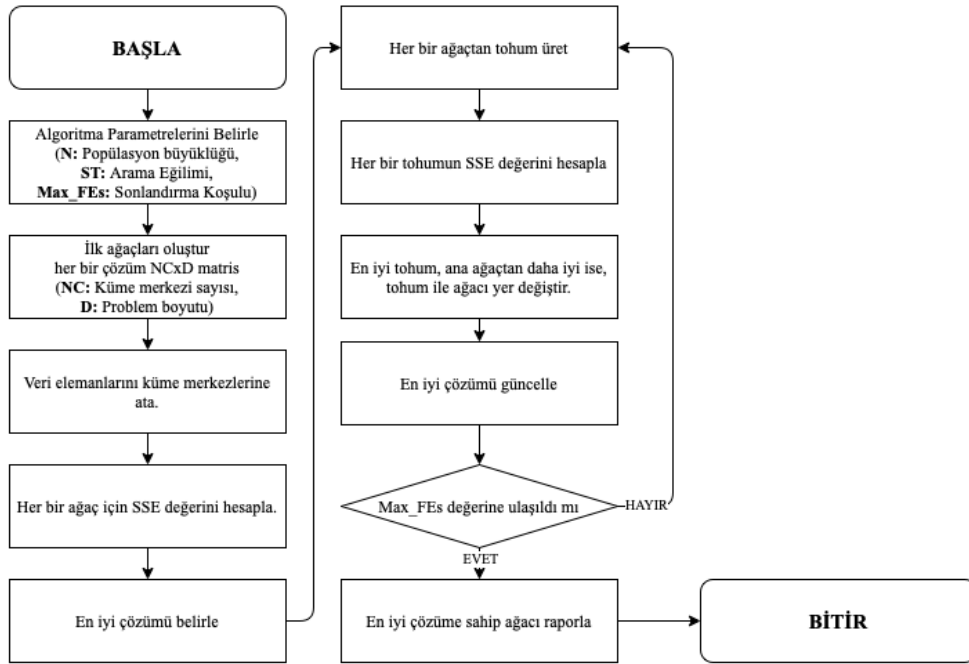 BAŞLA
Algoritma Parametrelerini Belirle
(N: Popülasyon büyüklüğü,
ST: Arama Eğilimi,
Max_FEs: Sonlandırma Koşulu)
İlk ağaçları oluştur
her bir çözüm NCxD matris
(NC: Küme merkezi sayısı,
D: Problem boyutu)
Veri elemanlarını küme merkezlerine
ata.
Her bir ağaç için SSE değerini hesapla.
En iyi çözümü belirle
Her bir ağaçtan tohum üret
Her bir tohumun SSE değerini hesapla
En iyi tohum, ana ağaçtan daha iyi ise,
tohum ile ağacı yer değiştir.
En iyi çözümü güncelle
Max_FEs değerine ulaşıldı mı
HAYIR
EVET
En iyi çözüme sahip ağacı raporla
BİTİR